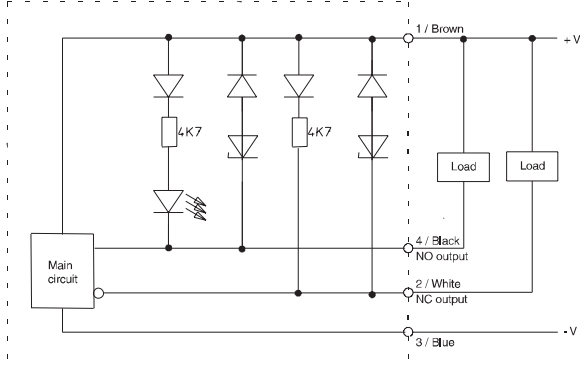 1 / Brown
+ V
4K7
4K7
Load
Load
4 / Black
NO output
Main
circuit
2 / White
NC output
- V
3 / Blue